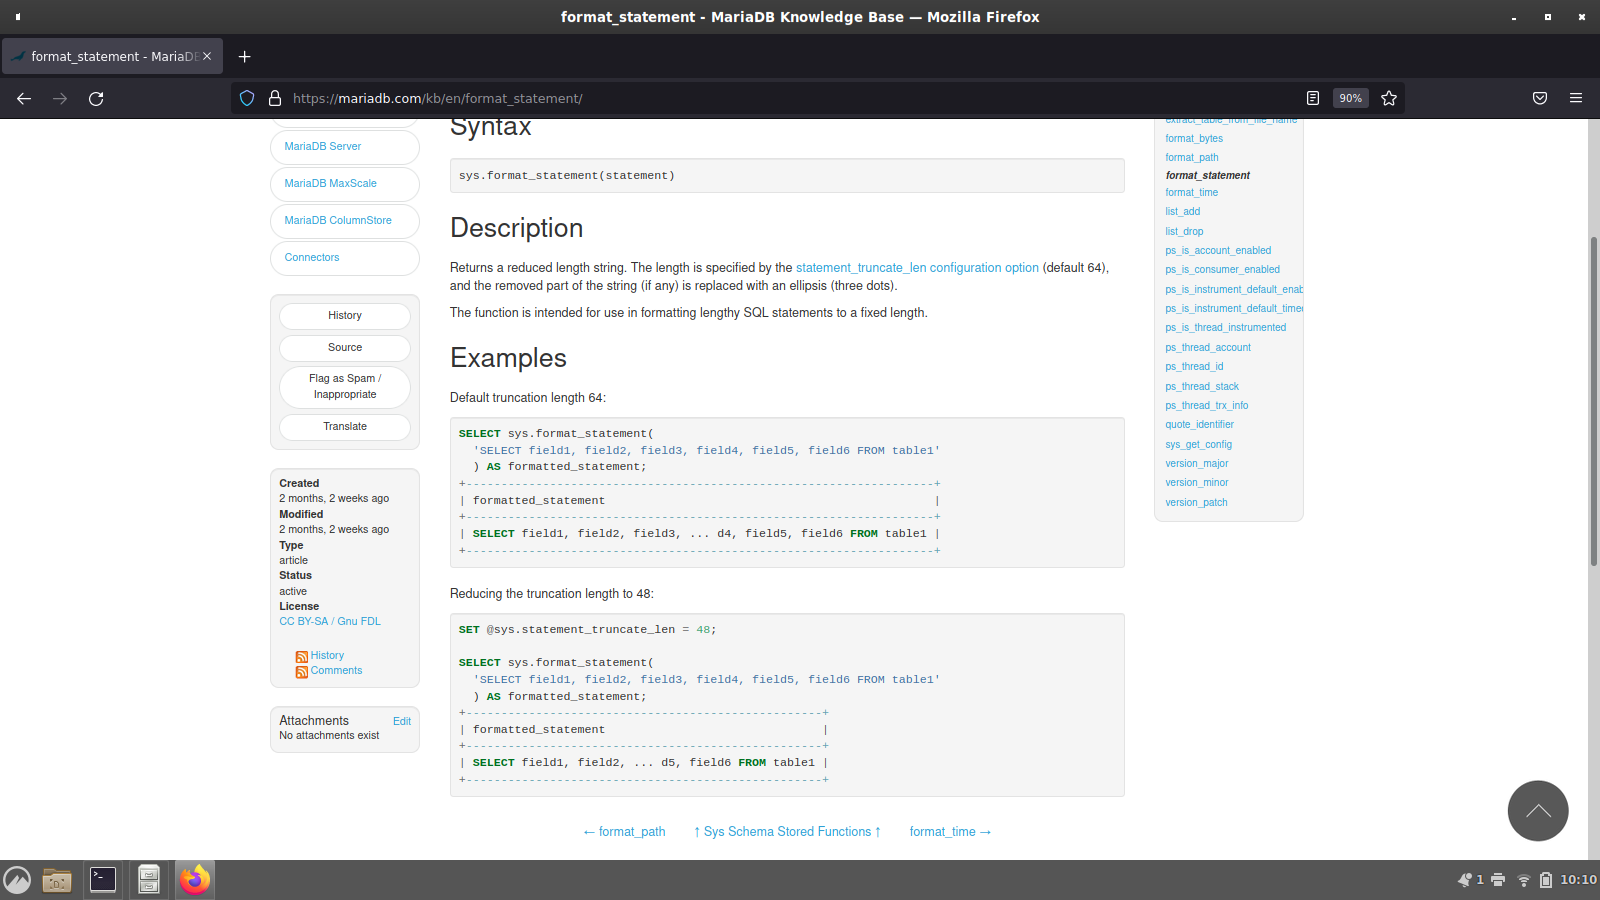 format_statement - MariaDB Knowledge Base — Mozilla Firefox
format_statement - MariaDB
https://mariadb.com/kb/en/format_statement/
90%
MariaDB Server
MariaDB MaxScale
MariaDB ColumnStore
Connectors
History
Source
Flag as Spam /
Inappropriate
Translate
Created
2 months, 2 weeks ago
Modified
2 months, 2 weeks ago
Type
article
Status
active
License
CC BY-SA / Gnu FDL
History
Comments
Attachments Edit
No attachments exist
Syntax
sys.format_statement(statement)
Description
Returns a reduced length string. The length is specified by the statement_truncate_len configuration option (default 64),
and the removed part of the string (if any) is replaced with an ellipsis (three dots).
The function is intended for use in formatting lengthy SQL statements to a fixed length.
Examples
Default truncation length 64:
SELECT sys.format_statement(
  'SELECT field1, field2, field3, field4, field5, field6 FROM table1'
  ) AS formatted_statement;
+-------------------------------------------------------------------+
| formatted_statement                                               |
+-------------------------------------------------------------------+
| SELECT field1, field2, field3, ... d4, field5, field6 FROM table1 |
+-------------------------------------------------------------------+
Reducing the truncation length to 48:
SET @sys.statement_truncate_len = 48;
SELECT sys.format_statement(
  'SELECT field1, field2, field3, field4, field5, field6 FROM table1'
  ) AS formatted_statement;
+---------------------------------------------------+
| formatted_statement                               |
+---------------------------------------------------+
| SELECT field1, field2, ... d5, field6 FROM table1 |
+---------------------------------------------------+
← format_path ↑ Sys Schema Stored Functions ↑ format_time →
extract_table_from_file_name
format_bytes
format_path
format_statement
format_time
list_add
list_drop
ps_is_account_enabled
ps_is_consumer_enabled
ps_is_instrument_default_enab
ps_is_instrument_default_timed
ps_is_thread_instrumented
ps_thread_account
ps_thread_id
ps_thread_stack
ps_thread_trx_info
quote_identifier
sys_get_config
version_major
version_minor
version_patch
1 10:10